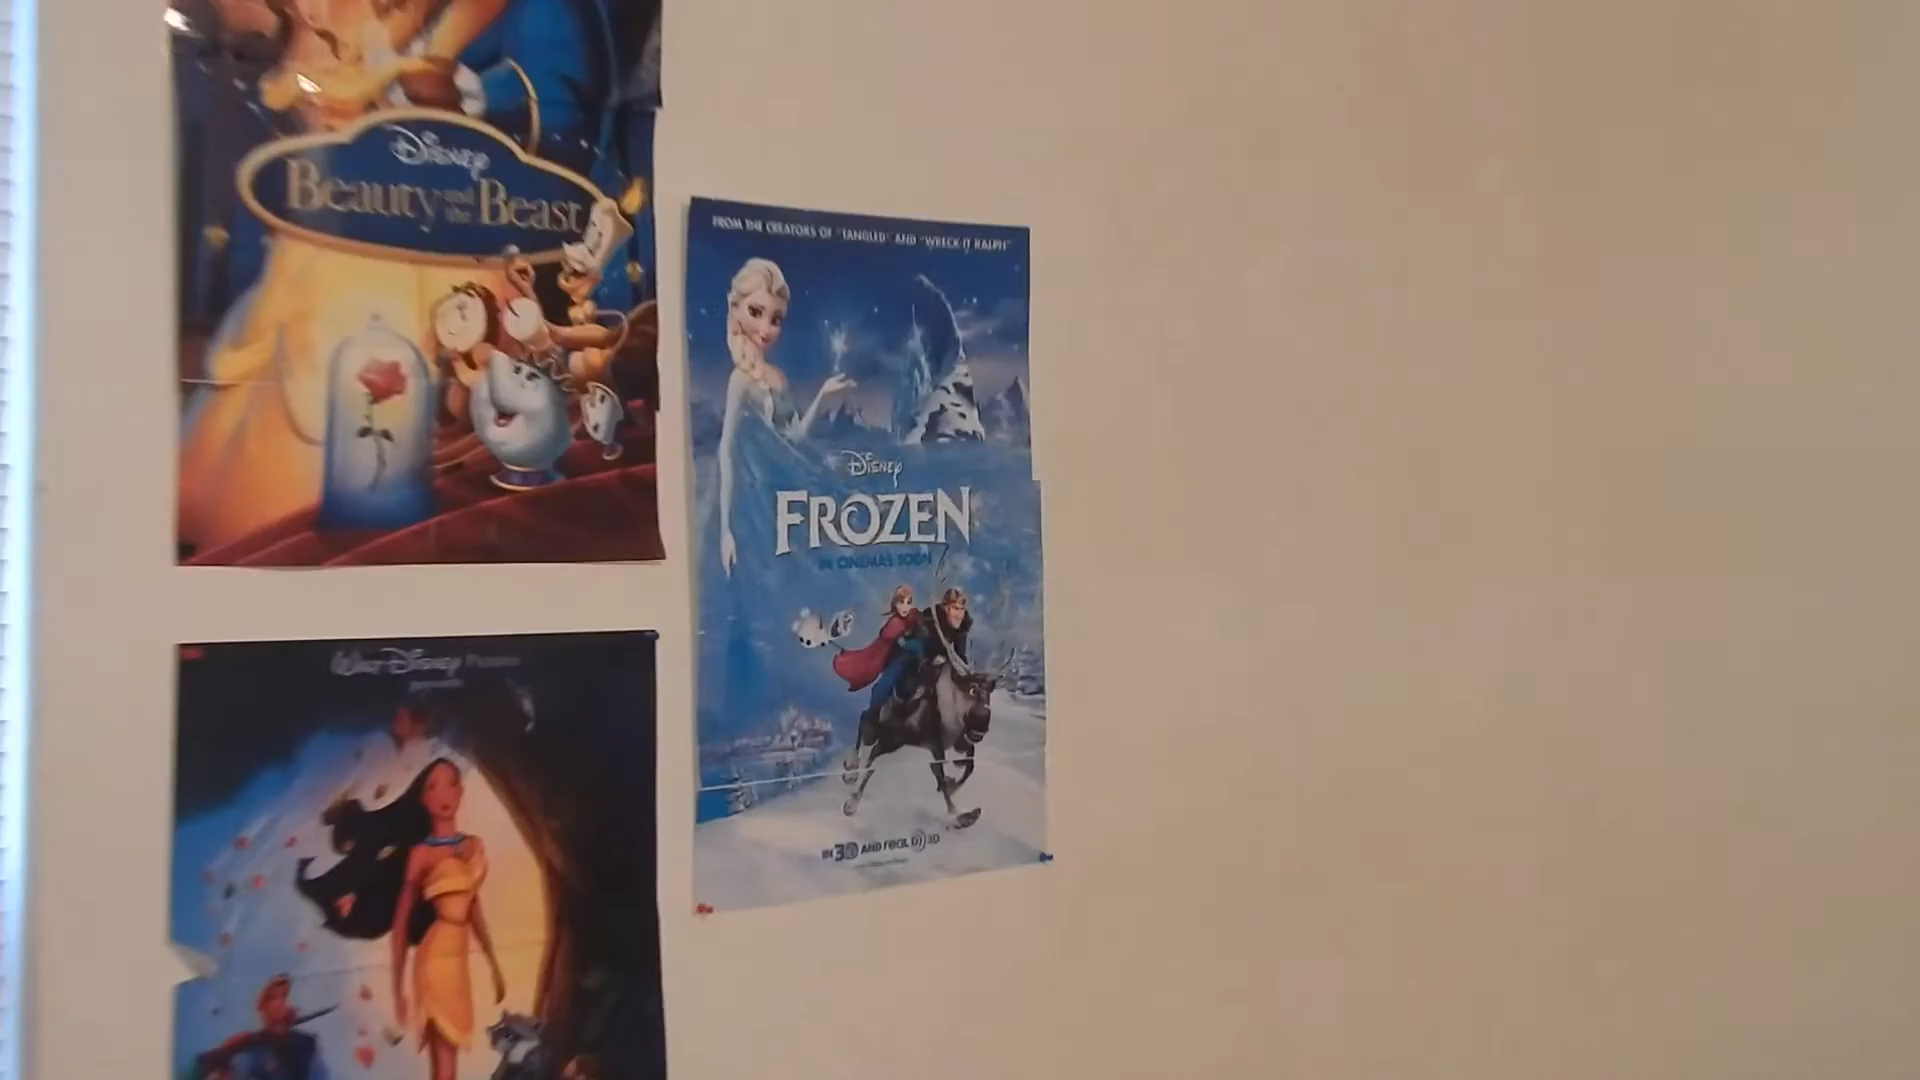 Disney
Beauty and the Beast
FROM THE CREATORS OF "TANGLED" AND "WRECK-IT RALPH"
Disney
FROZEN
IN CINEMAS SOON
IN 3D AND REAL D 3D
Walt Disney Pictures